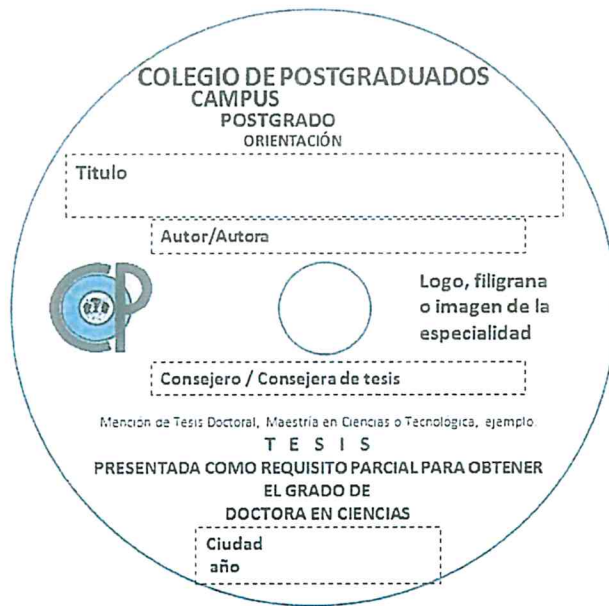 COLEGIO DE POSTGRADUADOS
CAMPUS
POSTGRADO
ORIENTACIÓN
Titulo
Autor/Autora
CP
Logo, filigrana
o imagen de la
especialidad
Consejero / Consejera de tesis
Mención de Tesis Doctoral, Maestría en Ciencias o Tecnológica, ejemplo.
T E S I S
PRESENTADA COMO REQUISITO PARCIAL PARA OBTENER
EL GRADO DE
DOCTORA EN CIENCIAS
Ciudad
año